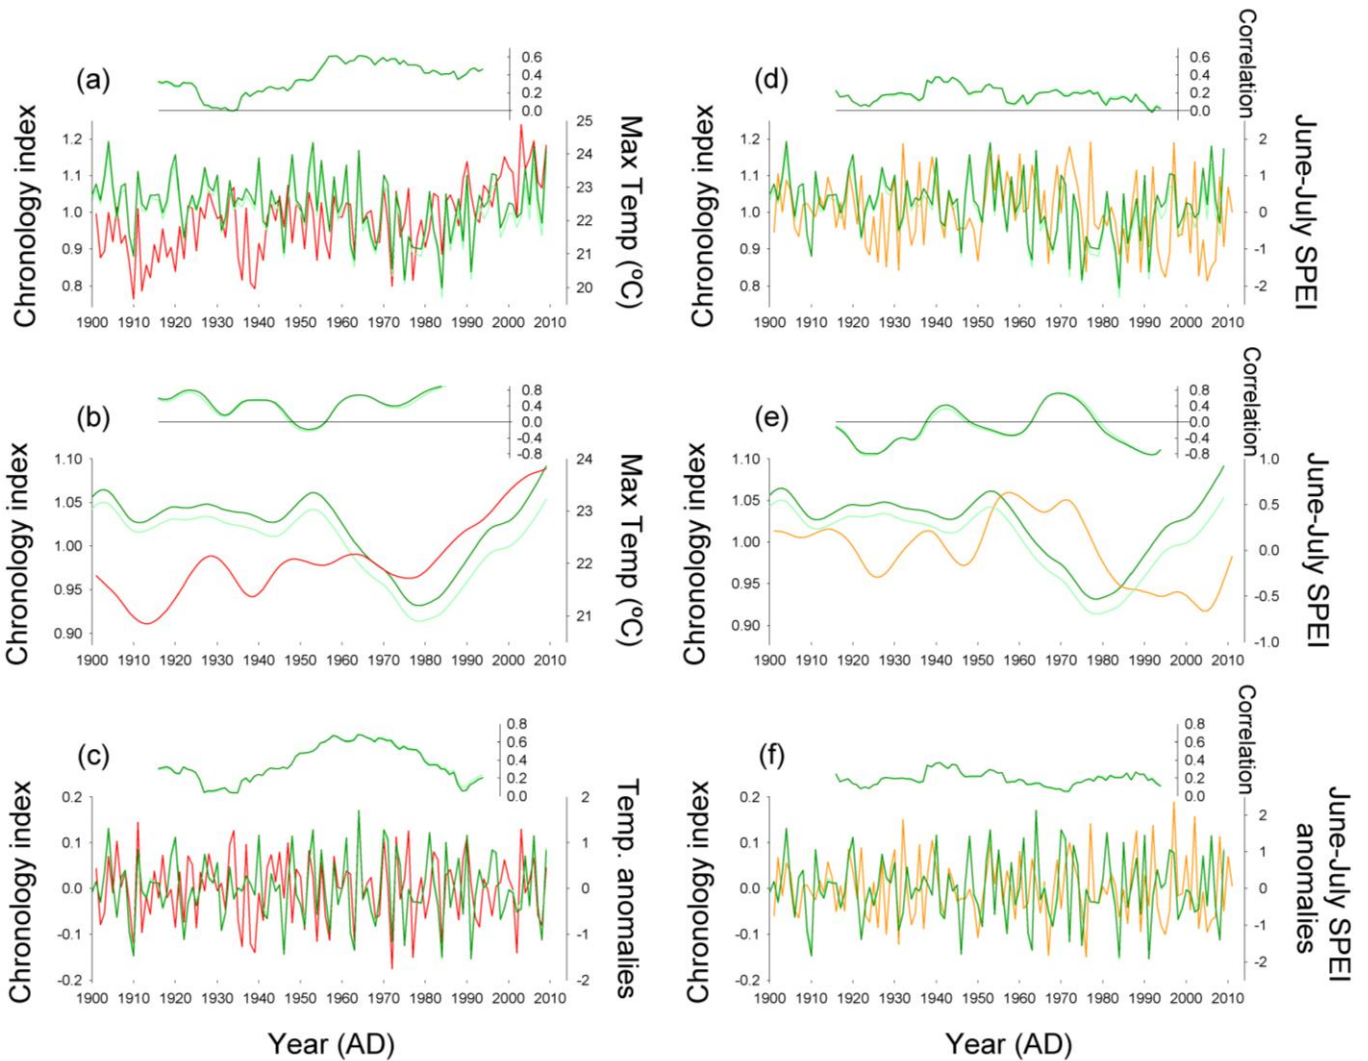 (a)
0.6
0.4
0.2
0.0
Chronology index
1.2
1.1
1.0
0.9
0.8
25
24
23
22
21
20
Max Temp (ºC)
1900 1910 1920 1930 1940 1950 1960 1970 1980 1990 2000 2010
(d)
0.6
0.4
0.2
0.0
Correlation
Chronology index
1.2
1.1
1.0
0.9
0.8
2
1
0
-1
-2
June-July SPEI
1900 1910 1920 1930 1940 1950 1960 1970 1980 1990 2000 2010
(b)
0.8
0.4
0.0
-0.4
-0.8
Chronology index
1.10
1.05
1.00
0.95
0.90
24
23
22
21
Max Temp (ºC)
1900 1910 1920 1930 1940 1950 1960 1970 1980 1990 2000 2010
(e)
0.8
0.4
0.0
-0.4
-0.8
Correlation
Chronology index
1.10
1.05
1.00
0.95
0.90
1.0
0.5
0.0
-0.5
-1.0
June-July SPEI
1900 1910 1920 1930 1940 1950 1960 1970 1980 1990 2000 2010
(c)
0.8
0.6
0.4
0.2
0.0
Chronology index
0.2
0.1
0.0
-0.1
-0.2
2
1
0
-1
-2
Temp. anomalies
1900 1910 1920 1930 1940 1950 1960 1970 1980 1990 2000 2010
Year (AD)
(f)
0.8
0.6
0.4
0.2
0.0
Correlation
Chronology index
0.2
0.1
0.0
-0.1
-0.2
2
1
0
-1
-2
June-July SPEI
anomalies
1900 1910 1920 1930 1940 1950 1960 1970 1980 1990 2000 2010
Year (AD)